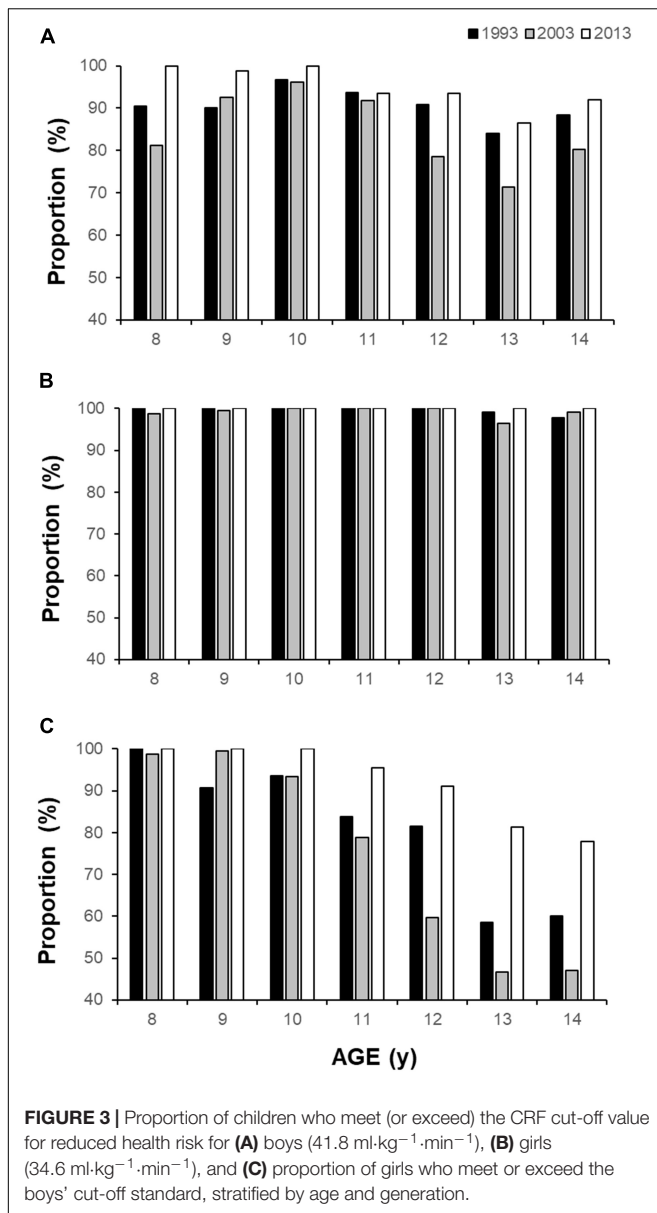 A
1993 2003 2013
100
90
80
70
60
50
40
Proportion (%)
8 9 10 11 12 13 14
B
100
90
80
70
60
50
40
Proportion (%)
8 9 10 11 12 13 14
C
100
90
80
70
60
50
40
Proportion (%)
8 9 10 11 12 13 14
AGE (y)
FIGURE 3 | Proportion of children who meet (or exceed) the CRF cut-off value
for reduced health risk for (A) boys (41.8 ml·kg⁻¹·min⁻¹), (B) girls
(34.6 ml·kg⁻¹·min⁻¹), and (C) proportion of girls who meet or exceed the
boys' cut-off standard, stratified by age and generation.